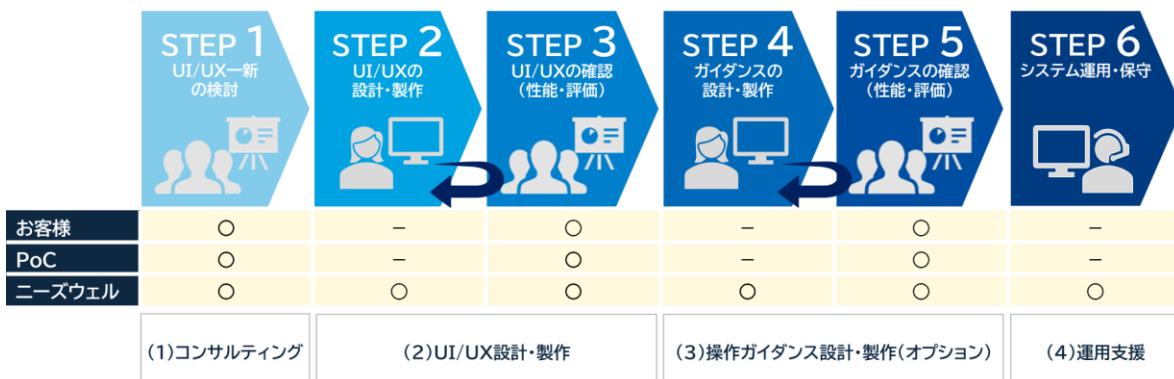 STEP 1
UI/UX一新
の検討
STEP 2
UI/UXの
設計・製作
STEP 3
UI/UXの確認
(性能・評価)
STEP 4
ガイダンスの
設計・製作
STEP 5
ガイダンスの確認
(性能・評価)
STEP 6
システム運用・保守
お客様 ○ － ○ － ○ －
PoC ○ － ○ － ○ －
ニーズウェル ○ ○ ○ ○ ○ ○
(1)コンサルティング
(2)UI/UX設計・製作
(3)操作ガイダンス設計・製作(オプション)
(4)運用支援